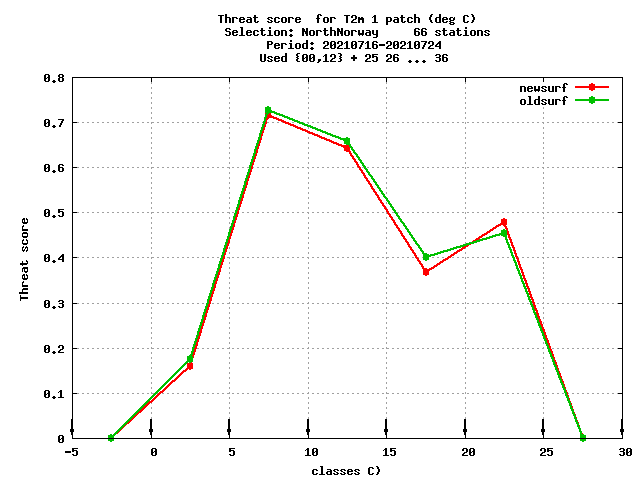 Threat score  for T2m 1 patch (deg C)
Selection: NorthNorway     66 stations
Period: 20210716-20210724
Used {00,12} + 25 26 ... 36
newsurf
oldsurf
Threat score
0.8
0.7
0.6
0.5
0.4
0.3
0.2
0.1
0
-5 0 5 10 15 20 25 30
classes C)